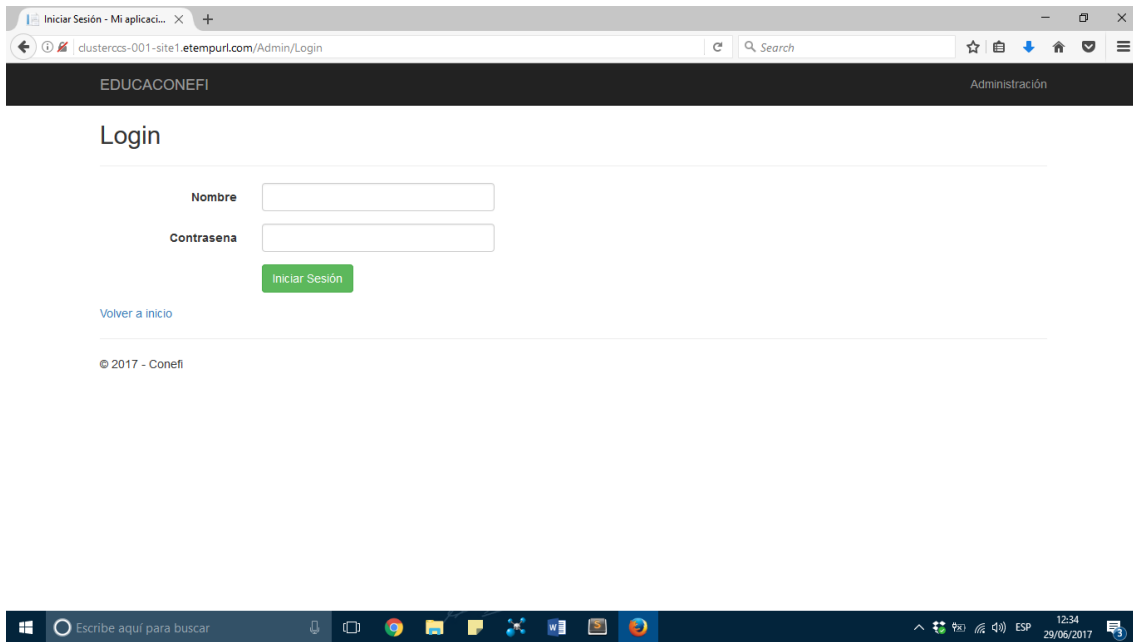 Iniciar Sesión - Mi aplicaci...
clusterccs-001-site1.etempurl.com/Admin/Login
Search
EDUCACONEFI
Administración
Login
Nombre
Contrasena
Iniciar Sesión
Volver a inicio
© 2017 - Conefi
Escribe aquí para buscar
ESP
12:34
29/06/2017
3